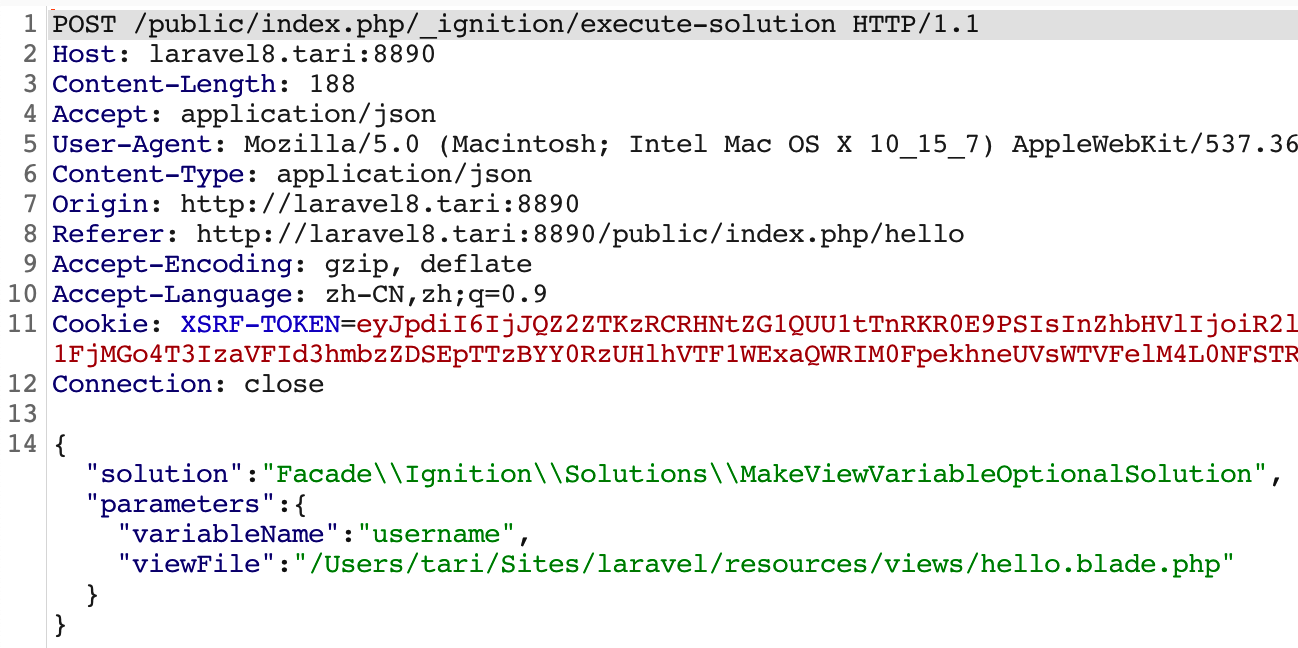 1 POST /public/index.php/_ignition/execute-solution HTTP/1.1
2 Host: laravel8.tari:8890
3 Content-Length: 188
4 Accept: application/json
5 User-Agent: Mozilla/5.0 (Macintosh; Intel Mac OS X 10_15_7) AppleWebKit/537.36
6 Content-Type: application/json
7 Origin: http://laravel8.tari:8890
8 Referer: http://laravel8.tari:8890/public/index.php/hello
9 Accept-Encoding: gzip, deflate
10 Accept-Language: zh-CN,zh;q=0.9
11 Cookie: XSRF-TOKEN=eyJpdiI6IjJQZ2ZTKzRCRHNtZG1QUU1tTnRKR0E9PSIsInZhbHVlIjoiR2l
1FjMGo4T3IzaVFId3hmbzZDSEpTTzBYY0RzUHlhVTF1WExaQWRIM0FpekhneUVsWTVFelM4L0NFSTR
12 Connection: close
13
14 {
"solution":"Facade\\Ignition\\Solutions\\MakeViewVariableOptionalSolution",
"parameters":{
"variableName":"username",
"viewFile":"/Users/tari/Sites/laravel/resources/views/hello.blade.php"
}
}